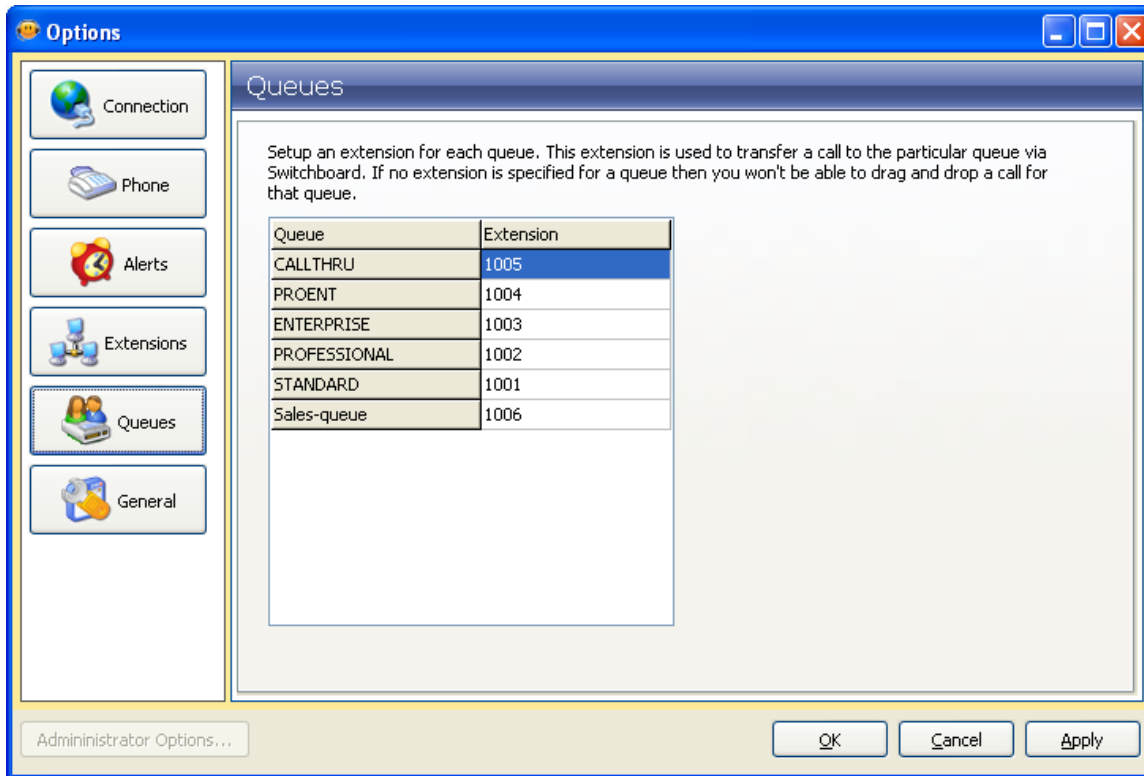 Options
Connection
Phone
Alerts
Extensions
Queues
General
Queues
Setup an extension for each queue. This extension is used to transfer a call to the particular queue via
Switchboard. If no extension is specified for a queue then you won't be able to drag and drop a call for
that queue.
Queue Extension
CALLTHRU 1005
PROENT 1004
ENTERPRISE 1003
PROFESSIONAL 1002
STANDARD 1001
Sales-queue 1006
Admininistrator Options...
OK Cancel Apply